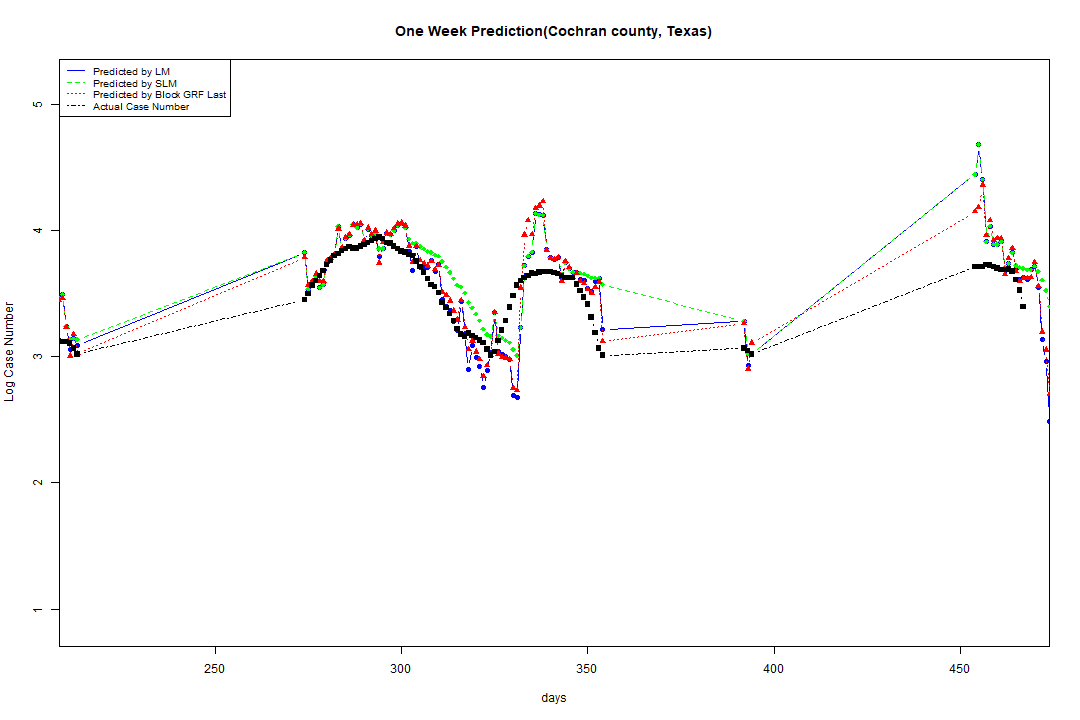 One Week Prediction(Cochran county, Texas)
Predicted by LM
Predicted by SLM
Predicted by Block GRF Last
Actual Case Number
5
4
3
2
1
Log Case Number
250 300 350 400 450
days